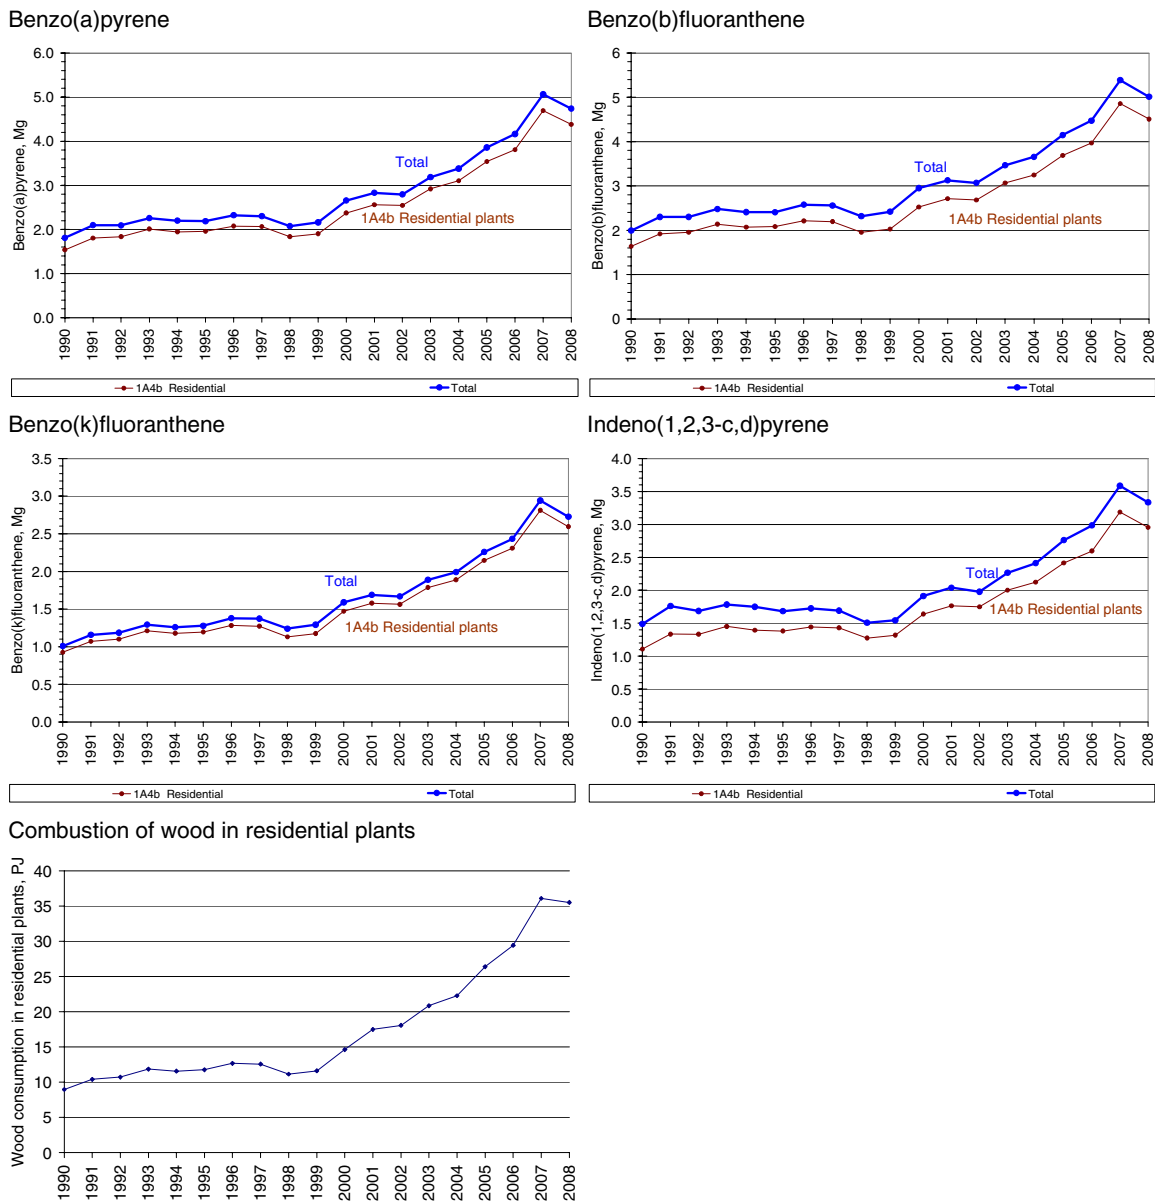 Benzo(a)pyrene
Benzo(a)pyrene, Mg
6.0
5.0
4.0
3.0
2.0
1.0
0.0
Total
1A4b Residential plants
1990 1991 1992 1993 1994 1995 1996 1997 1998 1999 2000 2001 2002 2003 2004 2005 2006 2007 2008
1A4b Residential Total
Benzo(b)fluoranthene
Benzo(b)fluoranthene, Mg
6
5
4
3
2
1
0
Total
1A4b Residential plants
1990 1991 1992 1993 1994 1995 1996 1997 1998 1999 2000 2001 2002 2003 2004 2005 2006 2007 2008
1A4b Residential Total
Benzo(k)fluoranthene
Benzo(k)fluoranthene, Mg
3.5
3.0
2.5
2.0
1.5
1.0
0.5
0.0
Total
1A4b Residential plants
1990 1991 1992 1993 1994 1995 1996 1997 1998 1999 2000 2001 2002 2003 2004 2005 2006 2007 2008
1A4b Residential Total
Indeno(1,2,3-c,d)pyrene
Indeno(1,2,3-c,d)pyrene, Mg
4.0
3.5
3.0
2.5
2.0
1.5
1.0
0.5
0.0
Total
1A4b Residential plants
1990 1991 1992 1993 1994 1995 1996 1997 1998 1999 2000 2001 2002 2003 2004 2005 2006 2007 2008
1A4b Residential Total
Combustion of wood in residential plants
Wood consumption in residential plants, PJ
40
35
30
25
20
15
10
5
0
1990 1991 1992 1993 1994 1995 1996 1997 1998 1999 2000 2001 2002 2003 2004 2005 2006 2007 2008